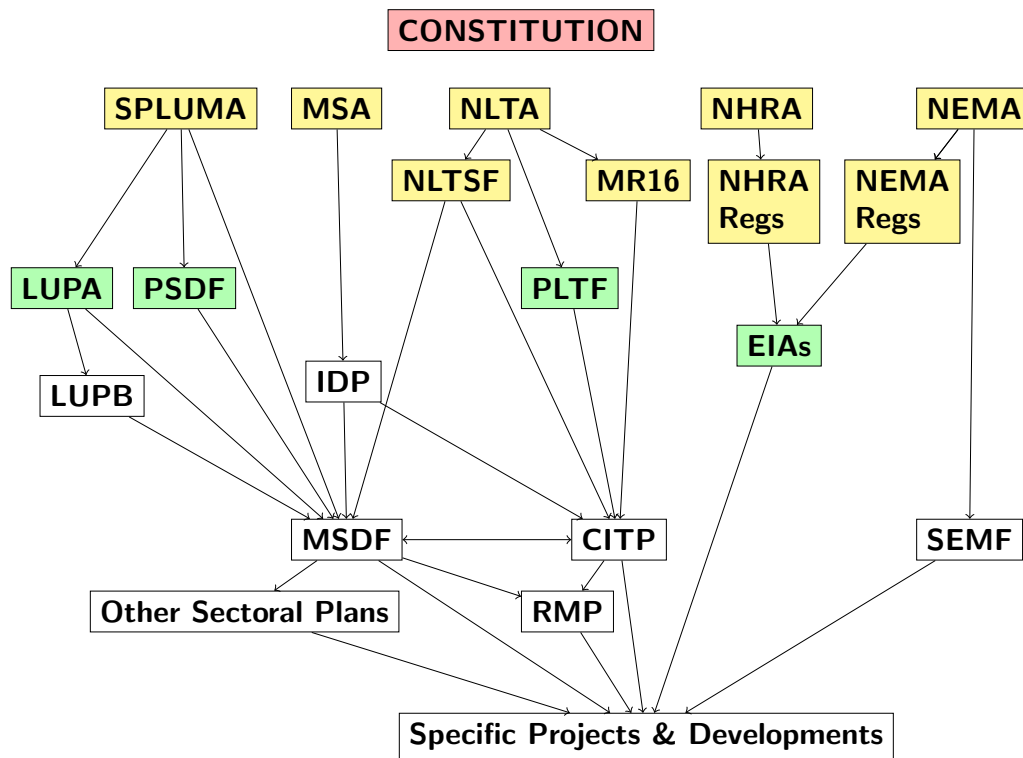 CONSTITUTION
SPLUMA
MSA
NLTA
NHRA
NEMA
NLTSF
MR16
NHRA
Regs
NEMA
Regs
LUPA
PSDF
PLTF
EIAs
IDP
LUPB
MSDF
CITP
SEMF
Other Sectoral Plans
RMP
Specific Projects & Developments